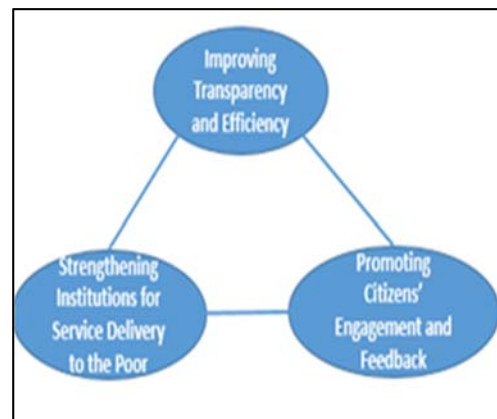 Improving
Transparency
and Efficiency
Strengthening
Institutions for
Service Delivery
to the Poor
Promoting
Citizens'
Engagement and
Feedback